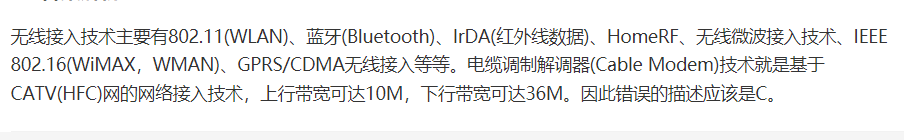 无线接入技术主要有802.11(WLAN)、蓝牙(Bluetooth)、IrDA(红外线数据)、HomeRF、无线微波接入技术、IEEE
802.16(WiMAX，WMAN)、GPRS/CDMA无线接入等等。电缆调制解调器(Cable Modem)技术就是基于
CATV(HFC)网的网络接入技术，上行带宽可达10M，下行带宽可达36M。因此错误的描述应该是C。